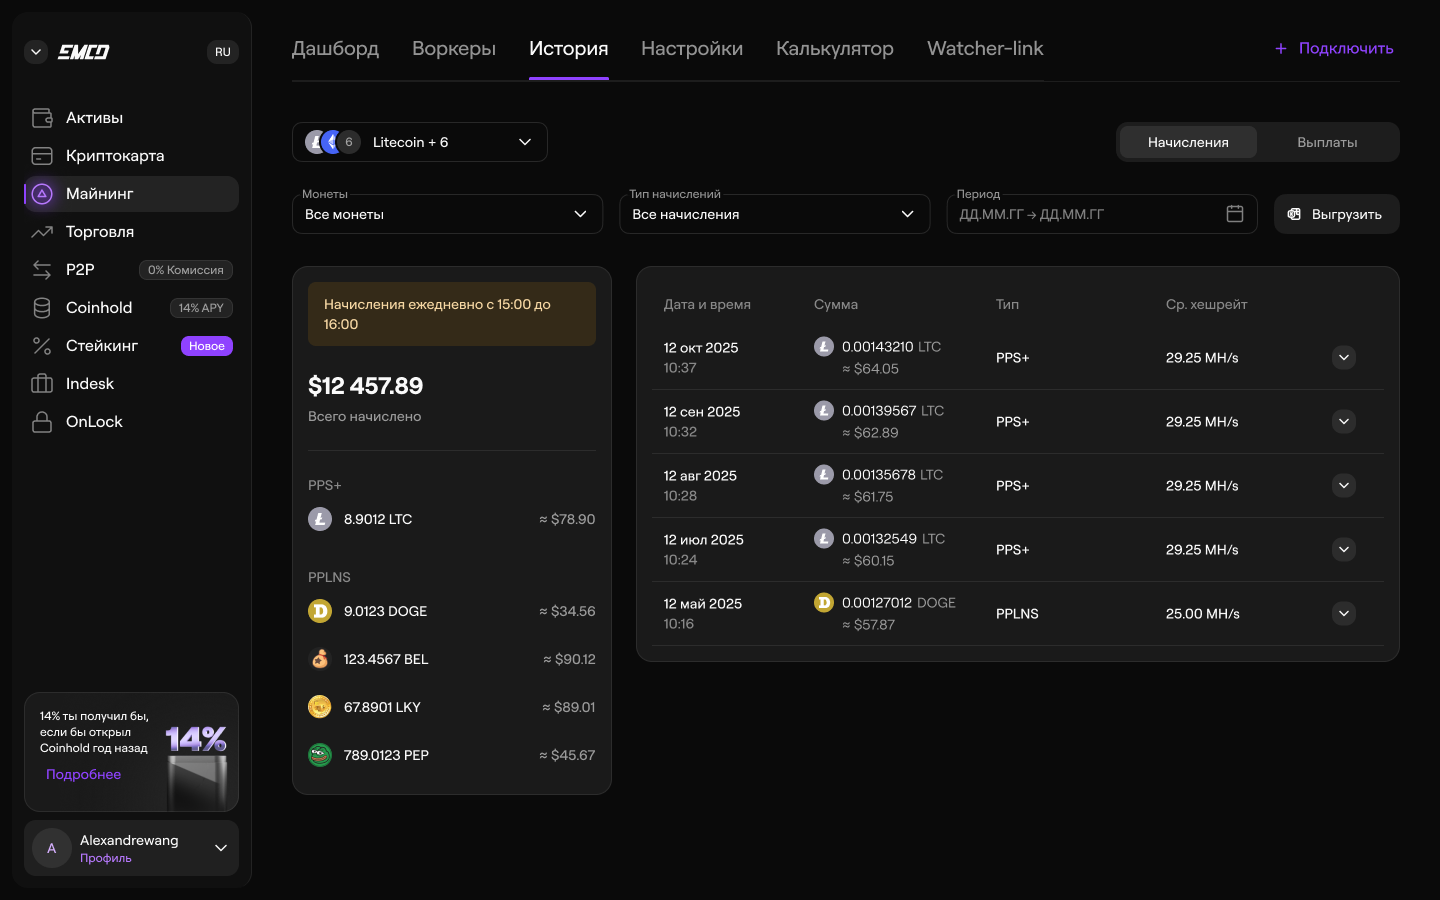 EMCD
RU
Активы
Криптокарта
Майнинг
Торговля
P2P
0% Комиссия
Coinhold
14% APY
Стейкинг
Новое
Indesk
OnLock
14% ты получил бы,
если бы открыл
Coinhold год назад
Подробнее
14%
A
Alexandrewang
Профиль
Дашборд
Воркеры
История
Настройки
Калькулятор
Watcher-link
+ Подключить
6
Litecoin + 6
Начисления
Выплаты
Монеты
Все монеты
Тип начислений
Все начисления
Период
ДД.ММ.ГГ → ДД.ММ.ГГ
Выгрузить
Начисления ежедневно с 15:00 до
16:00
$12 457.89
Всего начислено
PPS+
8.9012 LTC
≈ $78.90
PPLNS
9.0123 DOGE
≈ $34.56
123.4567 BEL
≈ $90.12
67.8901 LKY
≈ $89.01
789.0123 PEP
≈ $45.67
Дата и время
Сумма
Тип
Ср. хешрейт
12 окт 2025
10:37
0.00143210 LTC
≈ $64.05
PPS+
29.25 MH/s
12 сен 2025
10:32
0.00139567 LTC
≈ $62.89
PPS+
29.25 MH/s
12 авг 2025
10:28
0.00135678 LTC
≈ $61.75
PPS+
29.25 MH/s
12 июл 2025
10:24
0.00132549 LTC
≈ $60.15
PPS+
29.25 MH/s
12 май 2025
10:16
0.00127012 DOGE
≈ $57.87
PPLNS
25.00 MH/s